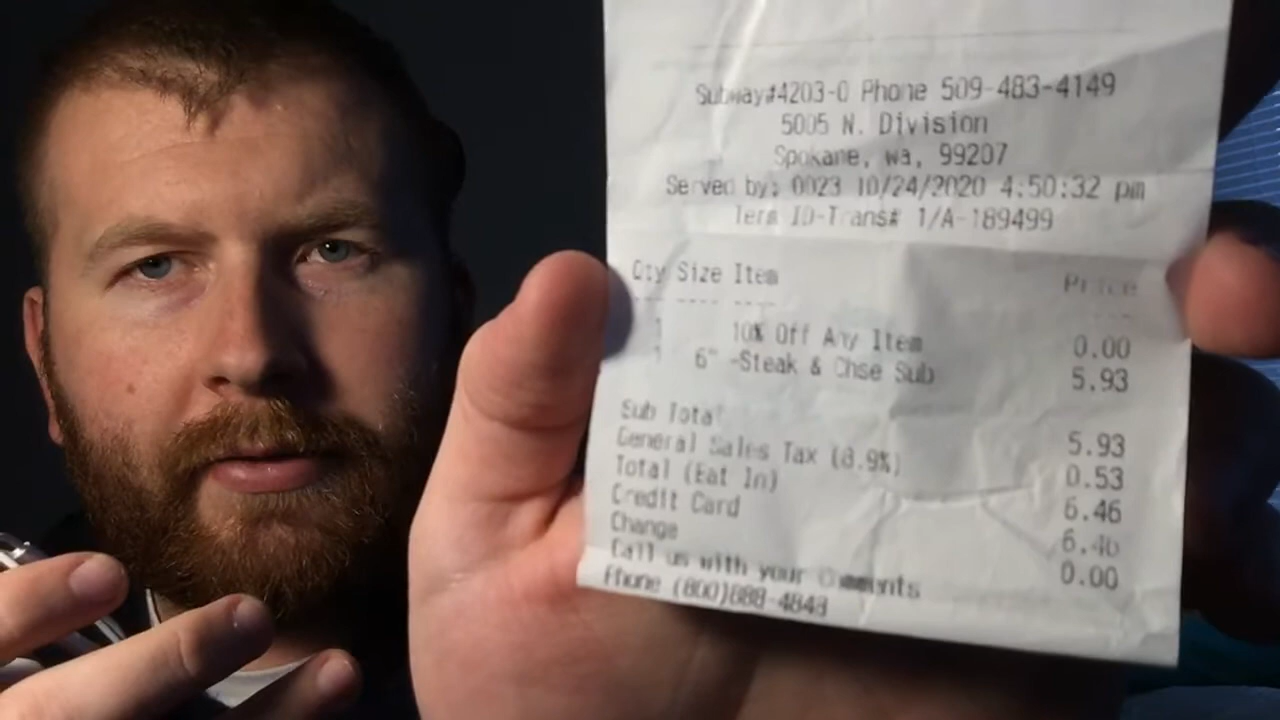 Subway#4203-0 Phone 509-483-4149
5005 N. Division
Spokane, wa, 99207
Served by: 0023 10/24/2020 4:50:32 pm
Term ID-Trans# 1/A-189499
Qty Size Item Price
1 10% Off Any Item 0.00
1 6" -Steak & Chse Sub 5.93
Sub Total 5.93
General Sales Tax (8.9%) 0.53
Total (Eat In) 6.46
Credit Card 6.46
Change 0.00
Call us with your Comments
Phone (800)888-4848